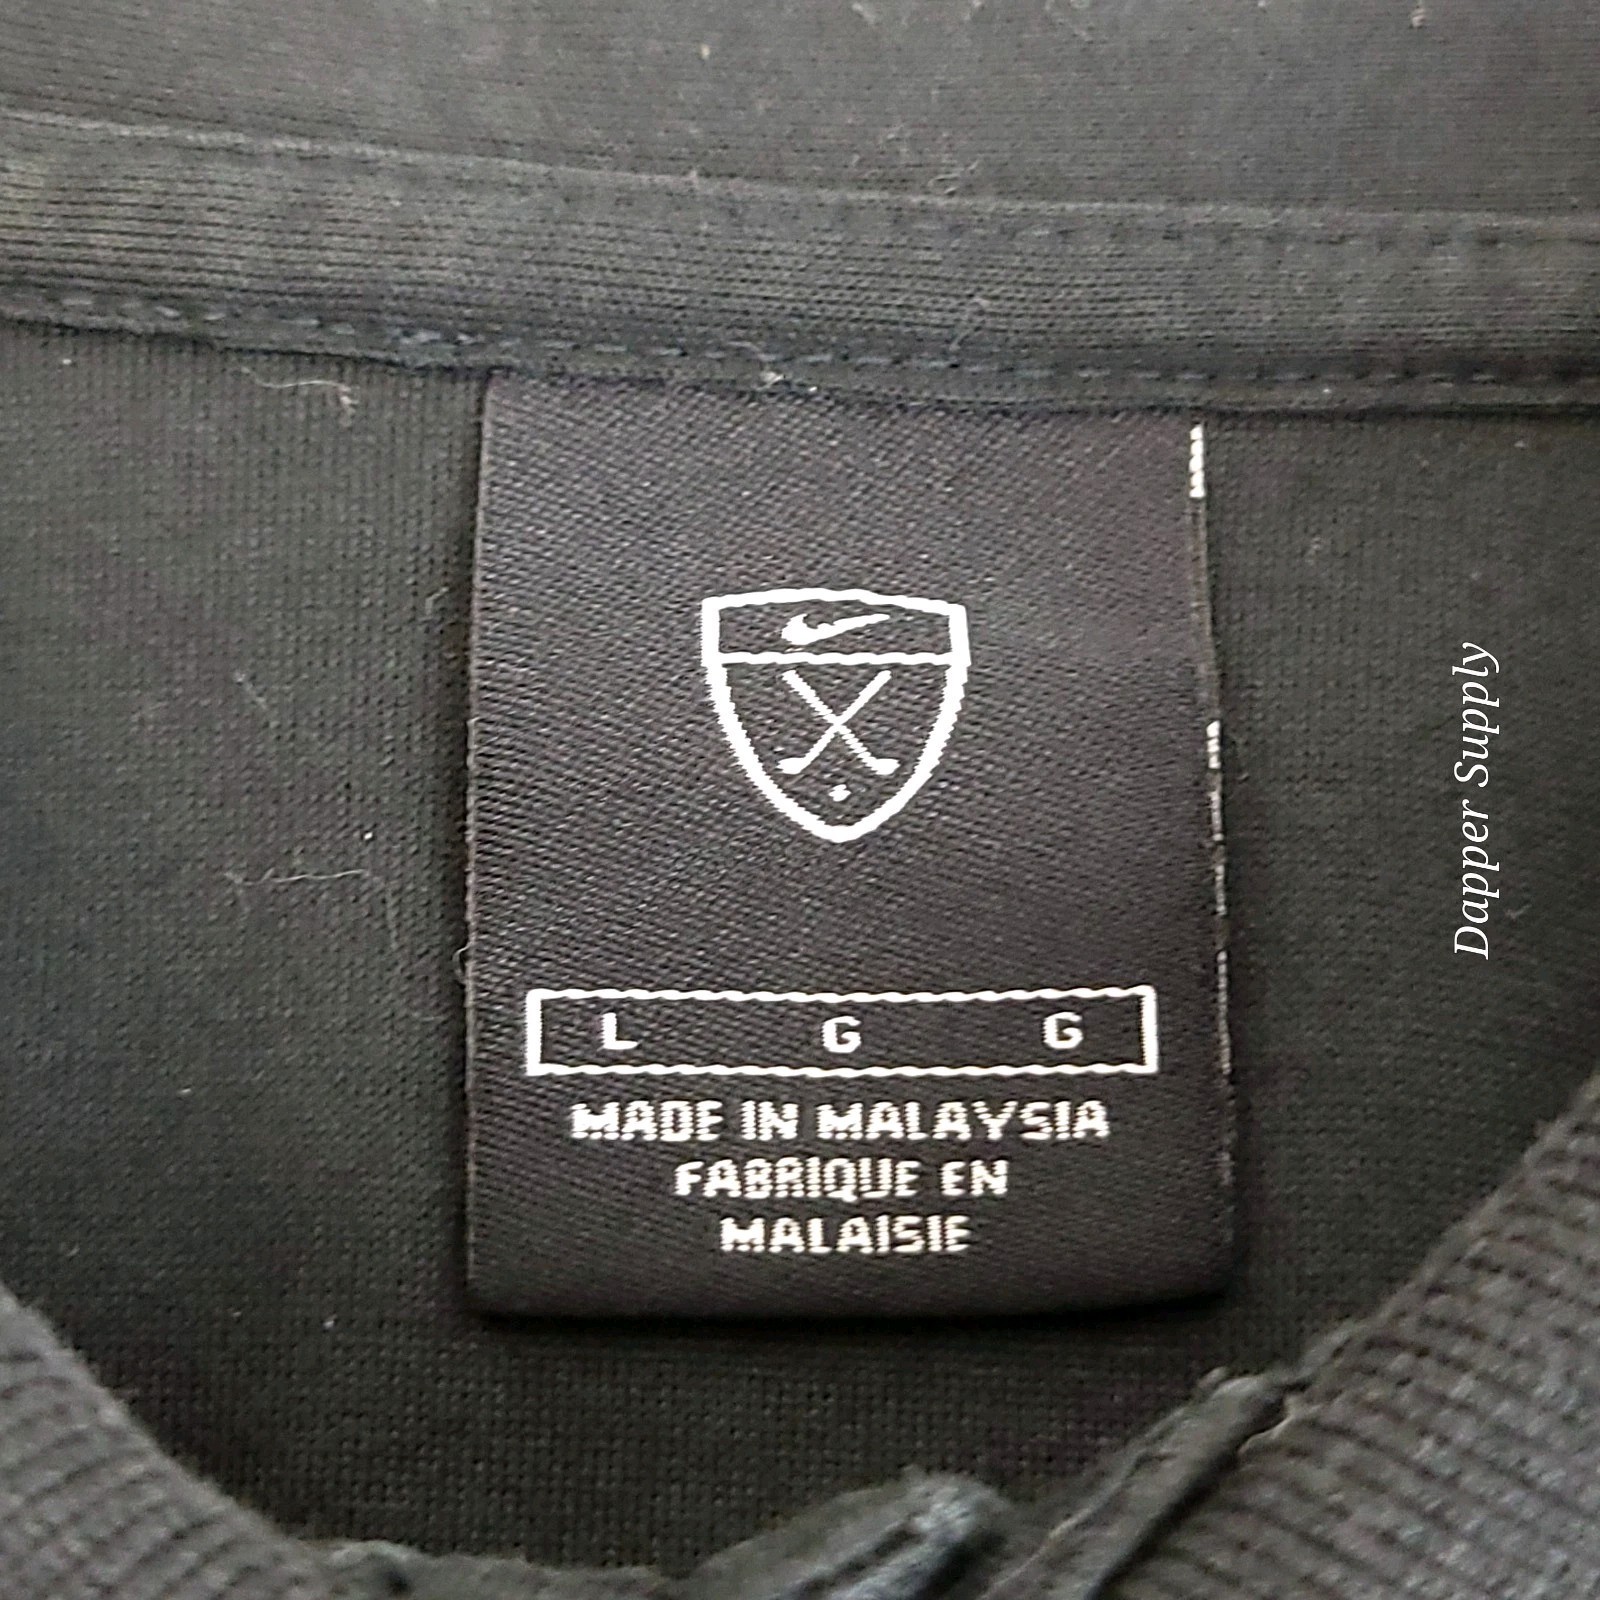 L G G
MADE IN MALAYSIA
FABRIQUE EN
MALAISIE
Dapper Supply